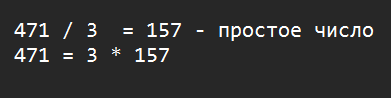 471 / 3  = 157 - простое число
471 = 3 * 157